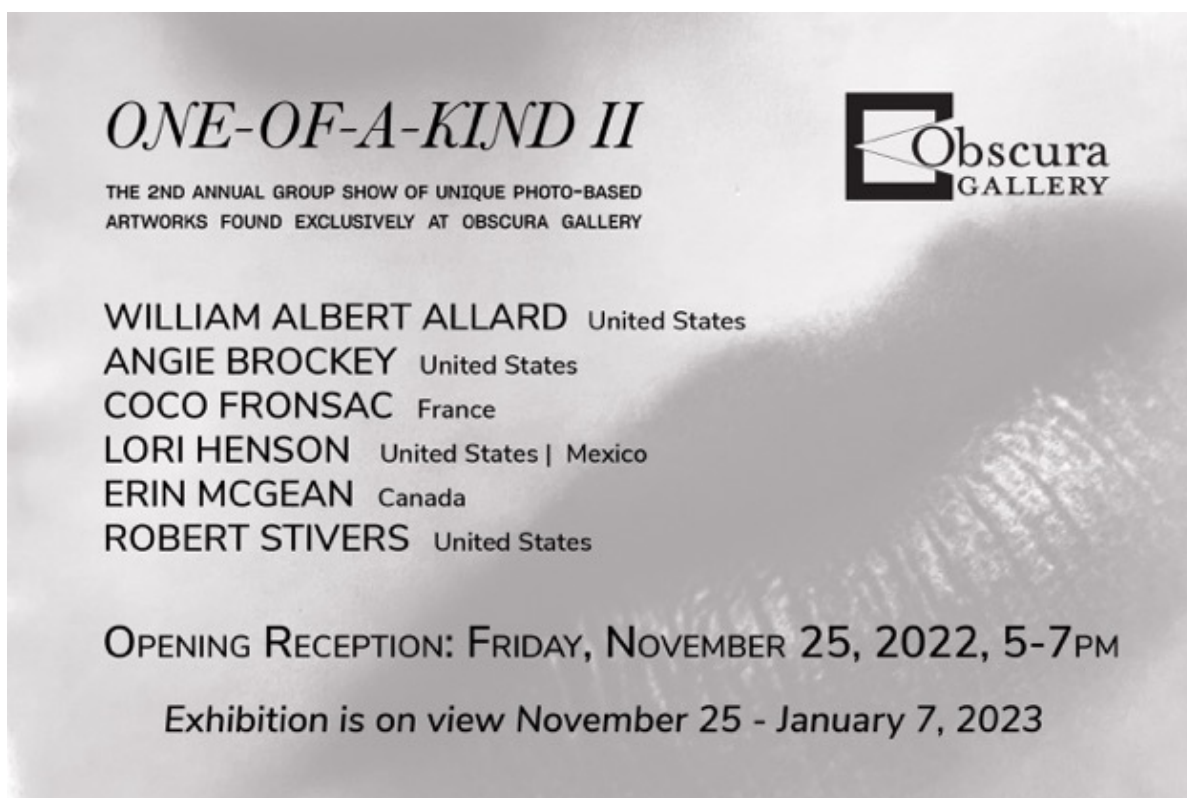 ONE-OF-A-KIND II
THE 2ND ANNUAL GROUP SHOW OF UNIQUE PHOTO-BASED
ARTWORKS FOUND EXCLUSIVELY AT OBSCURA GALLERY
Obscura
GALLERY
WILLIAM ALBERT ALLARD United States
ANGIE BROCKEY United States
COCO FRONSAC France
LORI HENSON United States | Mexico
ERIN MCGEAN Canada
ROBERT STIVERS United States
OPENING RECEPTION: FRIDAY, NOVEMBER 25, 2022, 5-7PM
Exhibition is on view November 25 - January 7, 2023